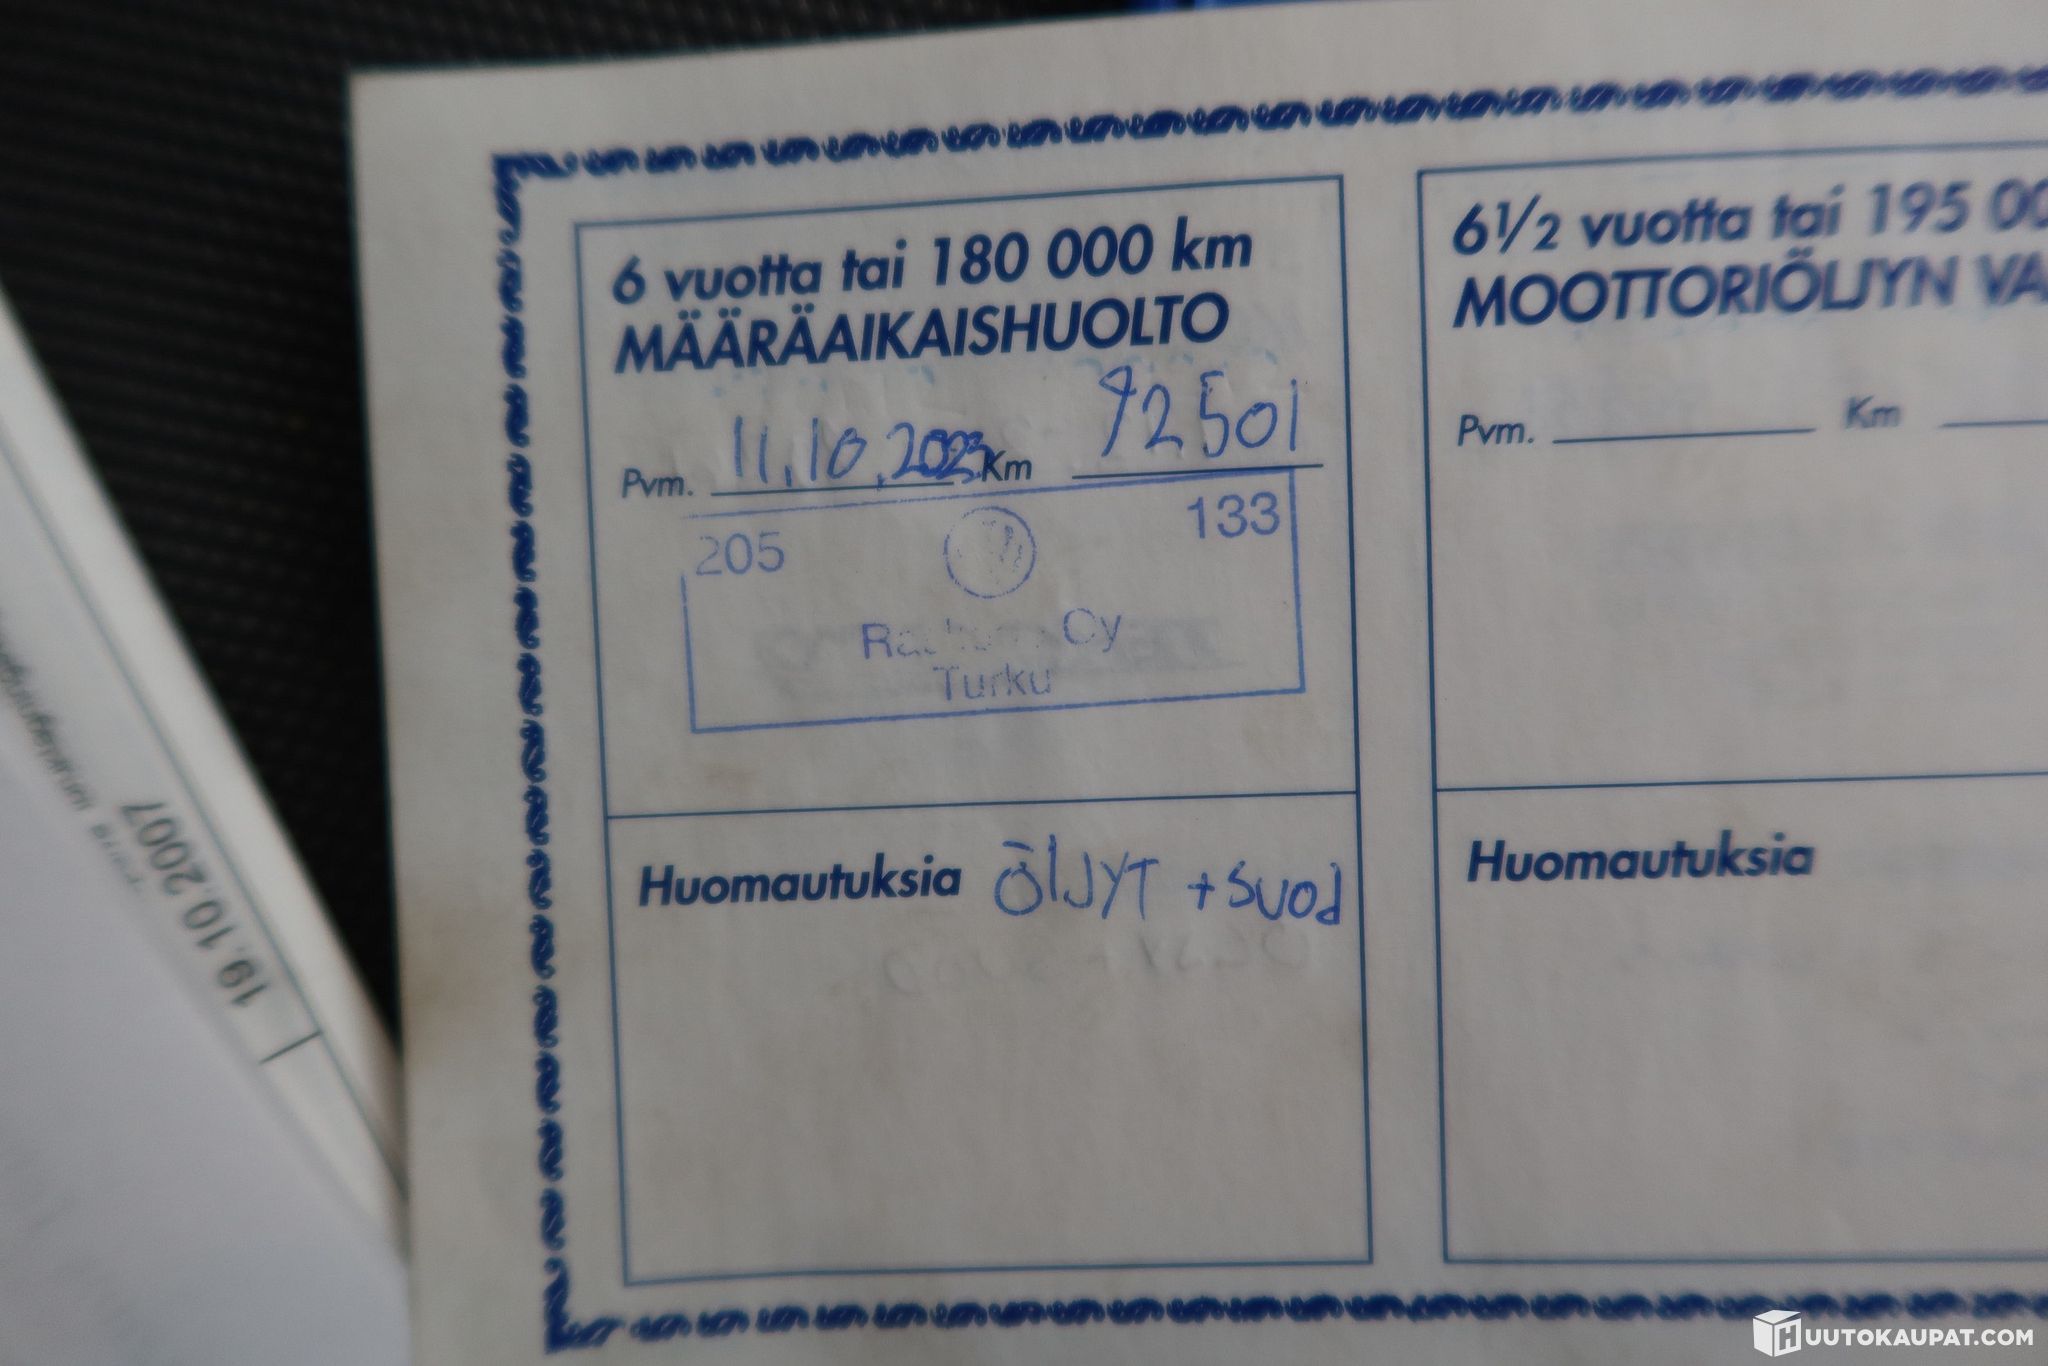 6 vuotta tai 180 000 km
MÄÄRÄAIKAISHUOLTO
Pvm. 11.10.2023 Km 92501
205 133
Turku
Huomautuksia ÖLJYT + SUOD
6½ vuotta tai 195 00
MOOTTORIÖLJYN VA
Pvm. Km
Huomautuksia
19.10.2007
HUUTOKAUPAT.COM